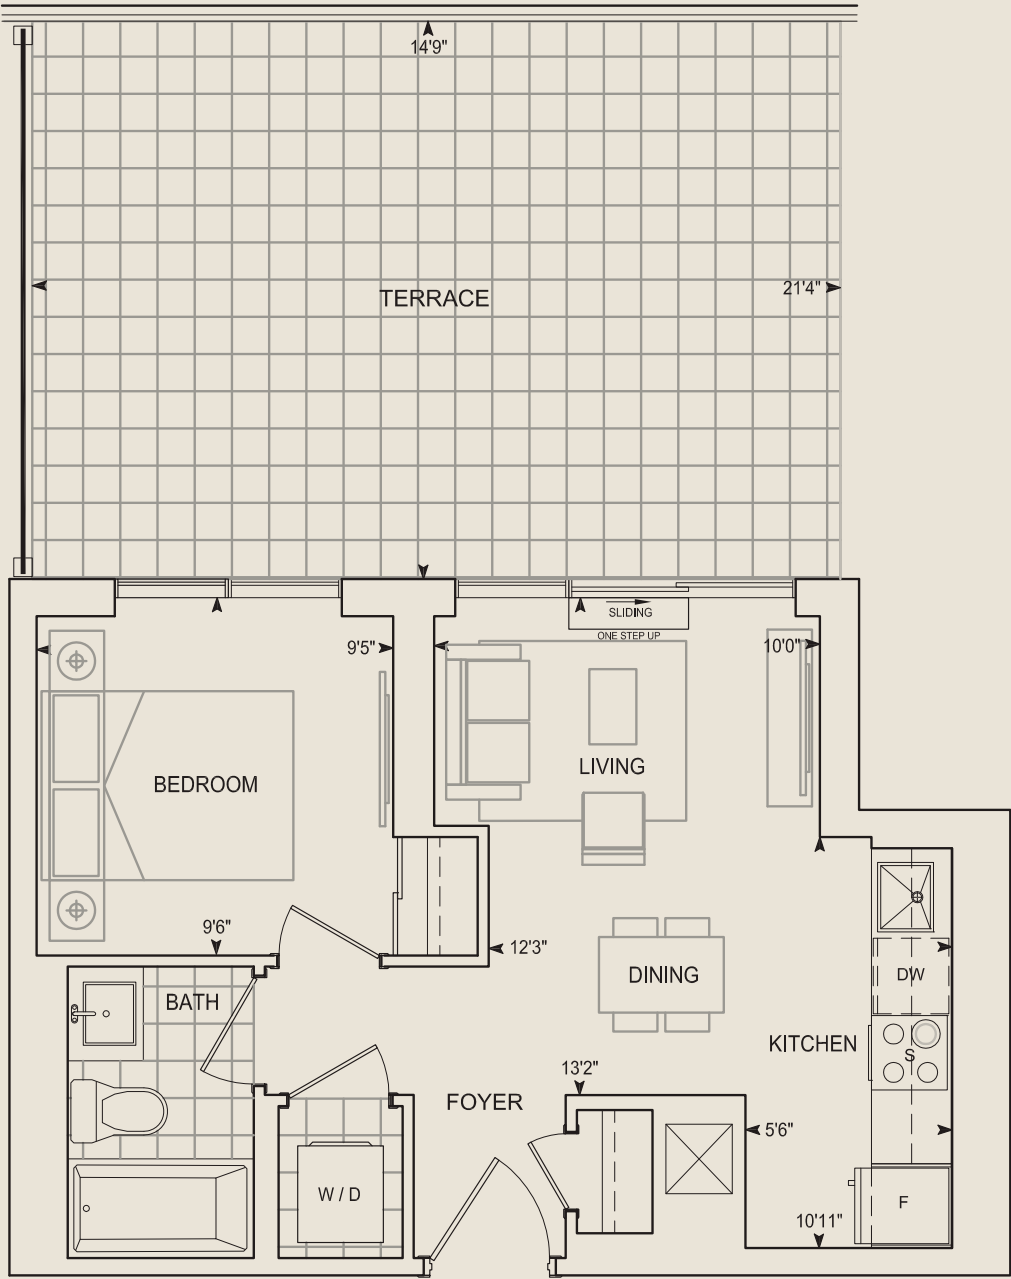 14'9"
TERRACE
21'4"
SLIDING
ONE STEP UP
9'5"
10'0"
LIVING
BEDROOM
9'6"
12'3"
DINING
DW
BATH
KITCHEN
S
13'2"
FOYER
5'6"
W / D
F
10'11"